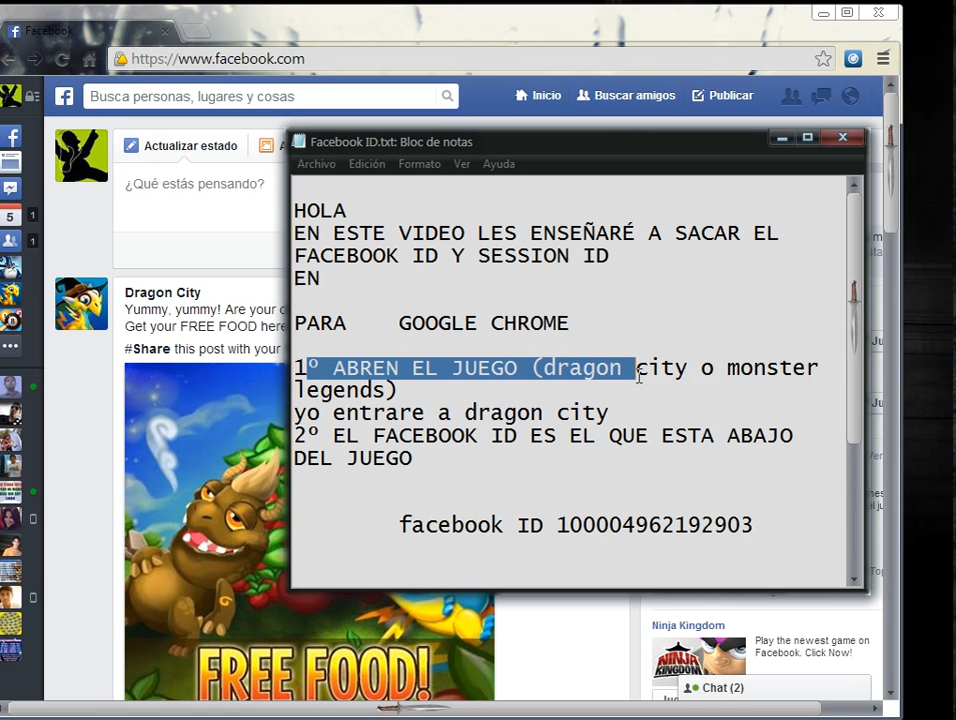 Facebook
https://www.facebook.com
Busca personas, lugares y cosas
Inicio
Buscar amigos
Publicar
Actualizar estado
¿Qué estás pensando?
5
1
1
Dragon City
Yummy, yummy! Are your
Get your FREE FOOD here
#Share this post with your
FREE FOOD!
Facebook ID.txt: Bloc de notas
Archivo Edición Formato Ver Ayuda
HOLA
EN ESTE VIDEO LES ENSEÑARÉ A SACAR EL
FACEBOOK ID Y SESSION ID
EN
PARA GOOGLE CHROME
1º ABREN EL JUEGO (dragon city o monster
legends)
yo entrare a dragon city
2º EL FACEBOOK ID ES EL QUE ESTA ABAJO
DEL JUEGO
facebook ID 100004962192903
Ninja Kingdom
NINJA
KINGDOM
Play the newest game on
Facebook. Click Now!
Chat (2)